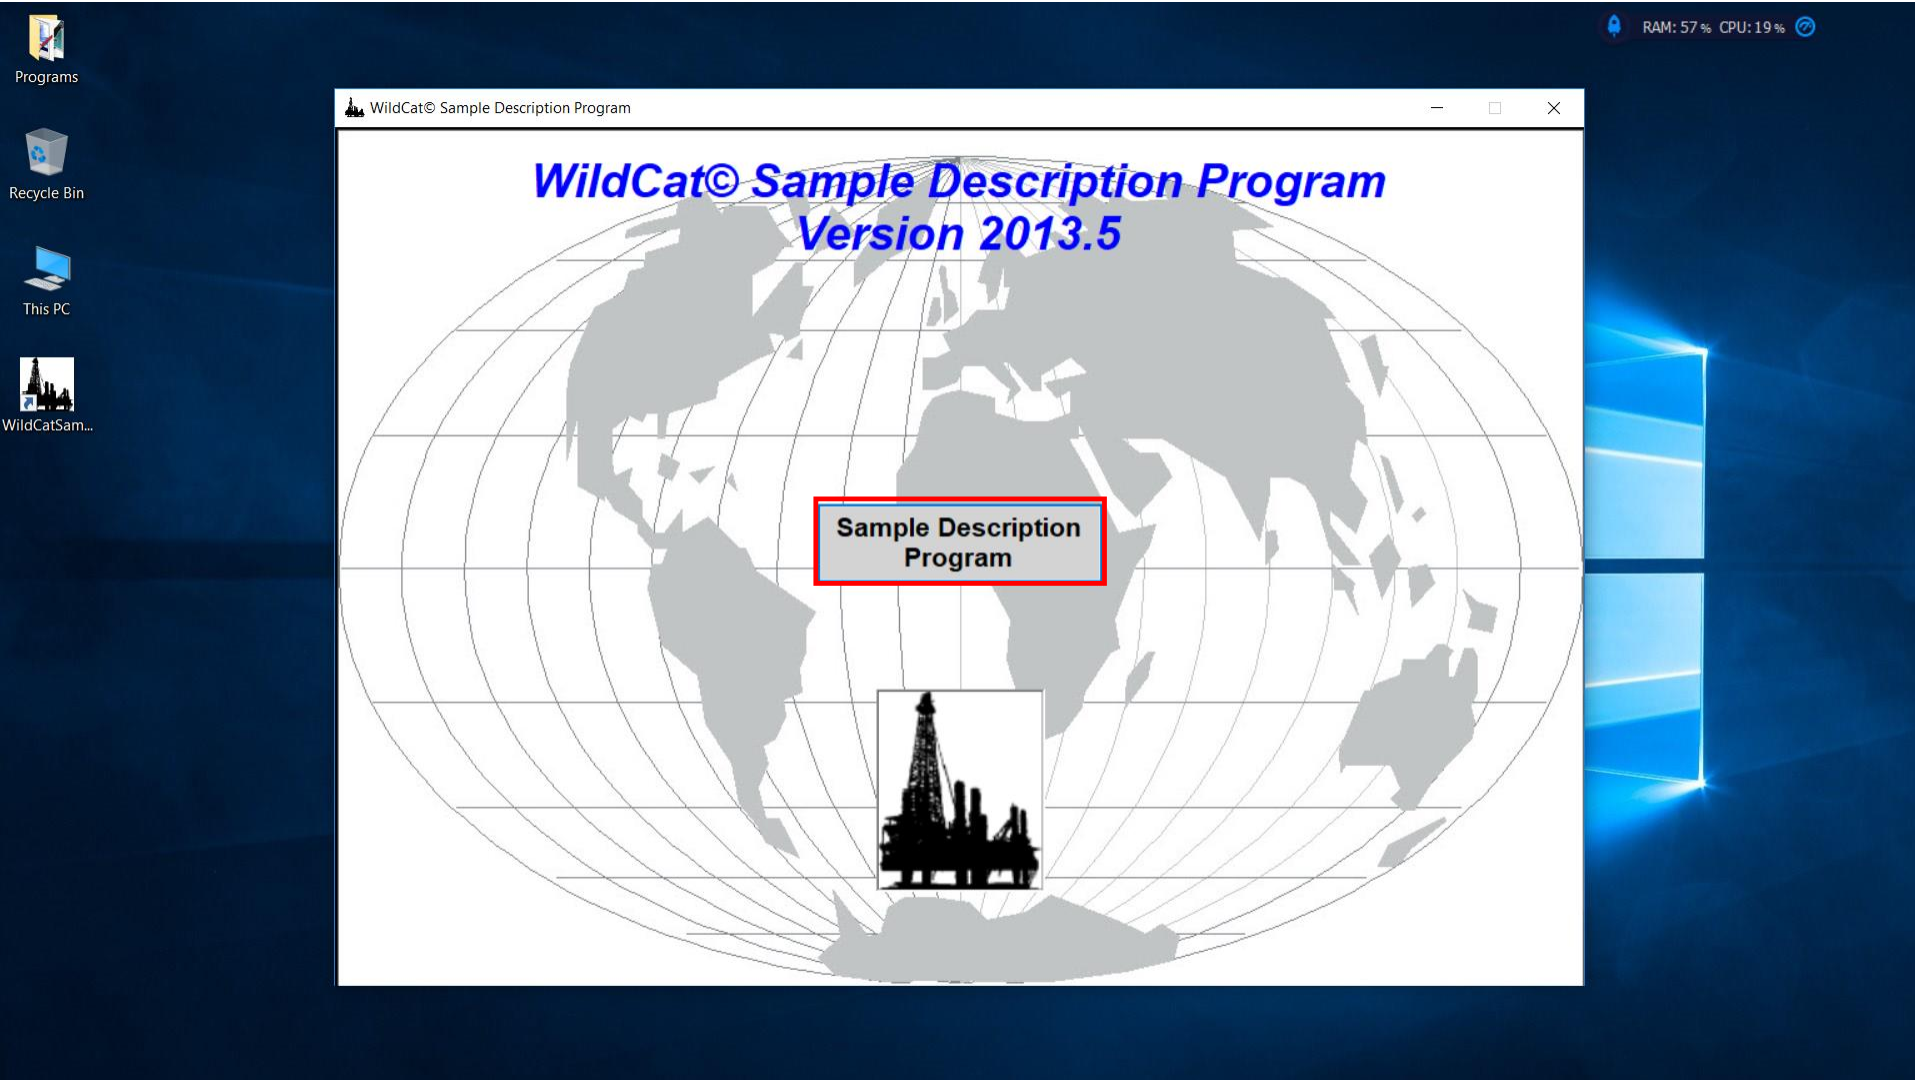 Programs
RAM: 57 % CPU: 19 %
WildCat© Sample Description Program
Recycle Bin
WildCat© Sample Description Program
Version 2013.5
This PC
WildCatSam...
Sample Description
Program